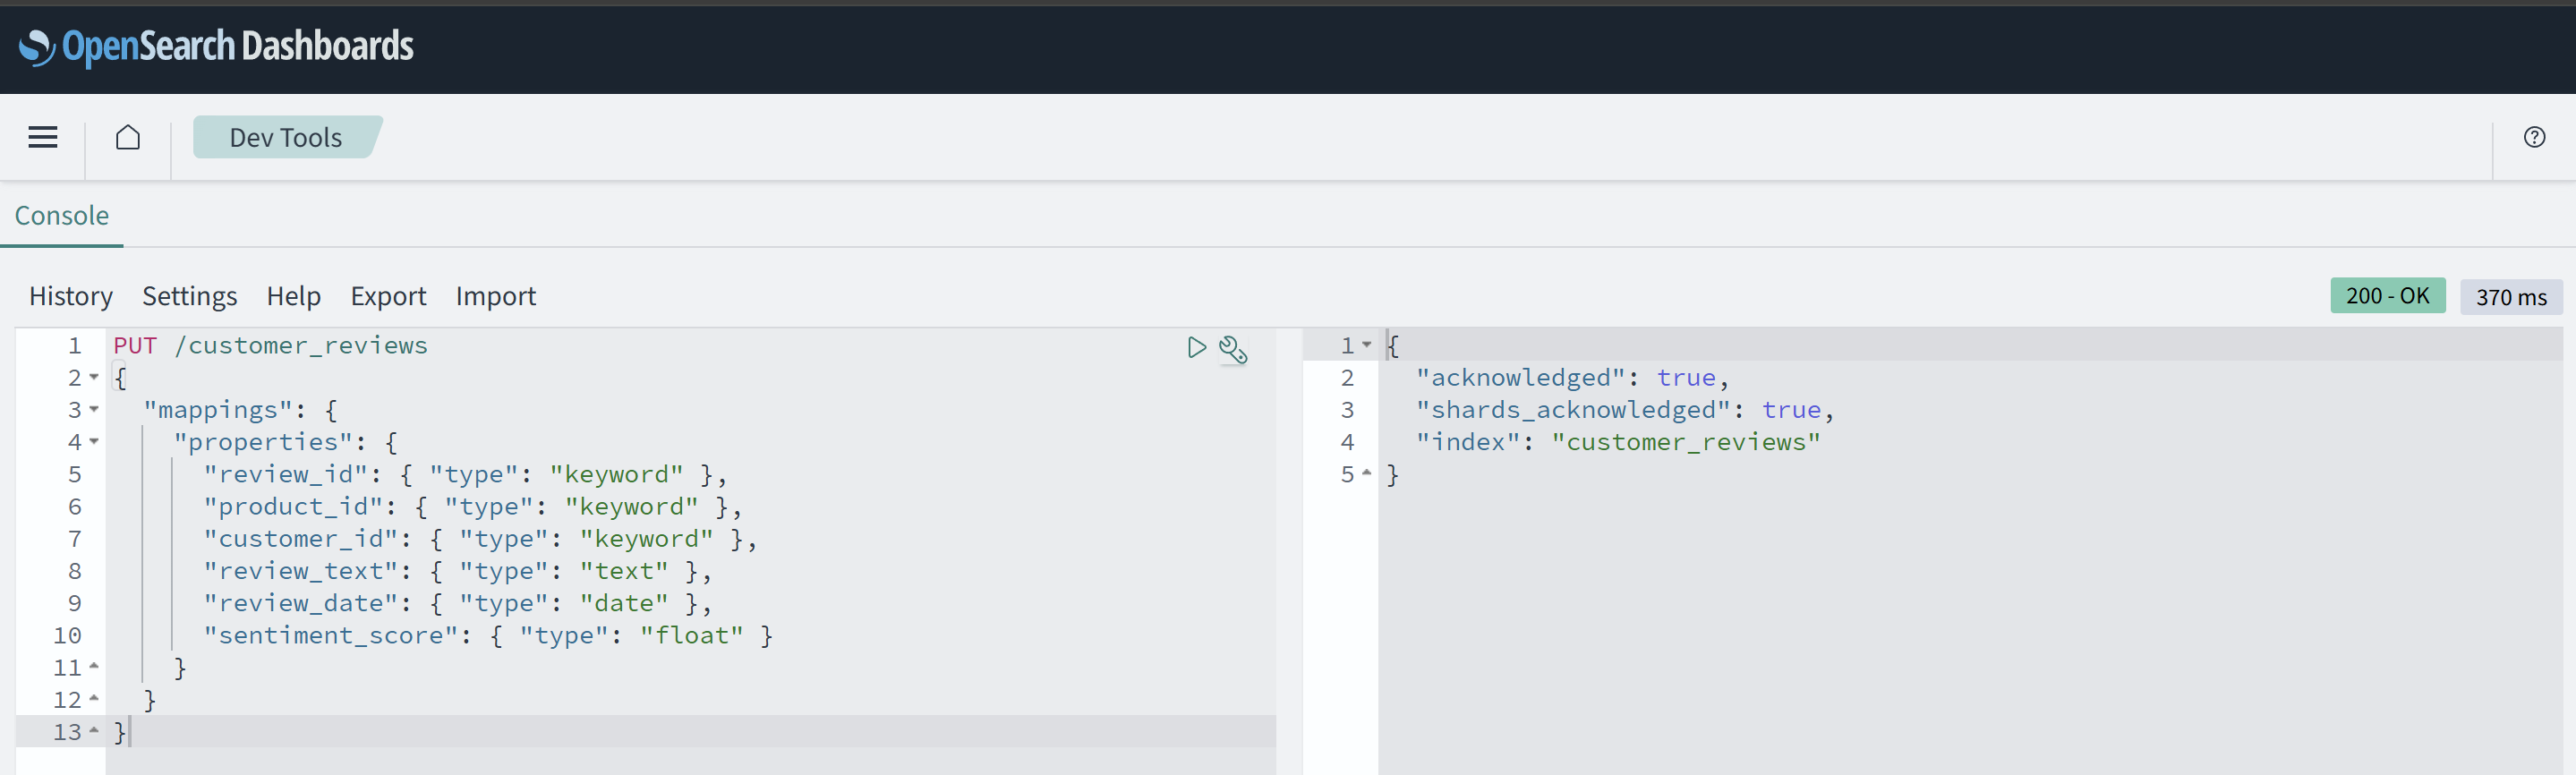 OpenSearch Dashboards
Dev Tools
Console
History Settings Help Export Import
200 - OK 370 ms
1 PUT /customer_reviews
2 {
3 "mappings": {
4 "properties": {
5 "review_id": { "type": "keyword" },
6 "product_id": { "type": "keyword" },
7 "customer_id": { "type": "keyword" },
8 "review_text": { "type": "text" },
9 "review_date": { "type": "date" },
10 "sentiment_score": { "type": "float" }
11 }
12 }
13 }
1 {
2 "acknowledged": true,
3 "shards_acknowledged": true,
4 "index": "customer_reviews"
5 }